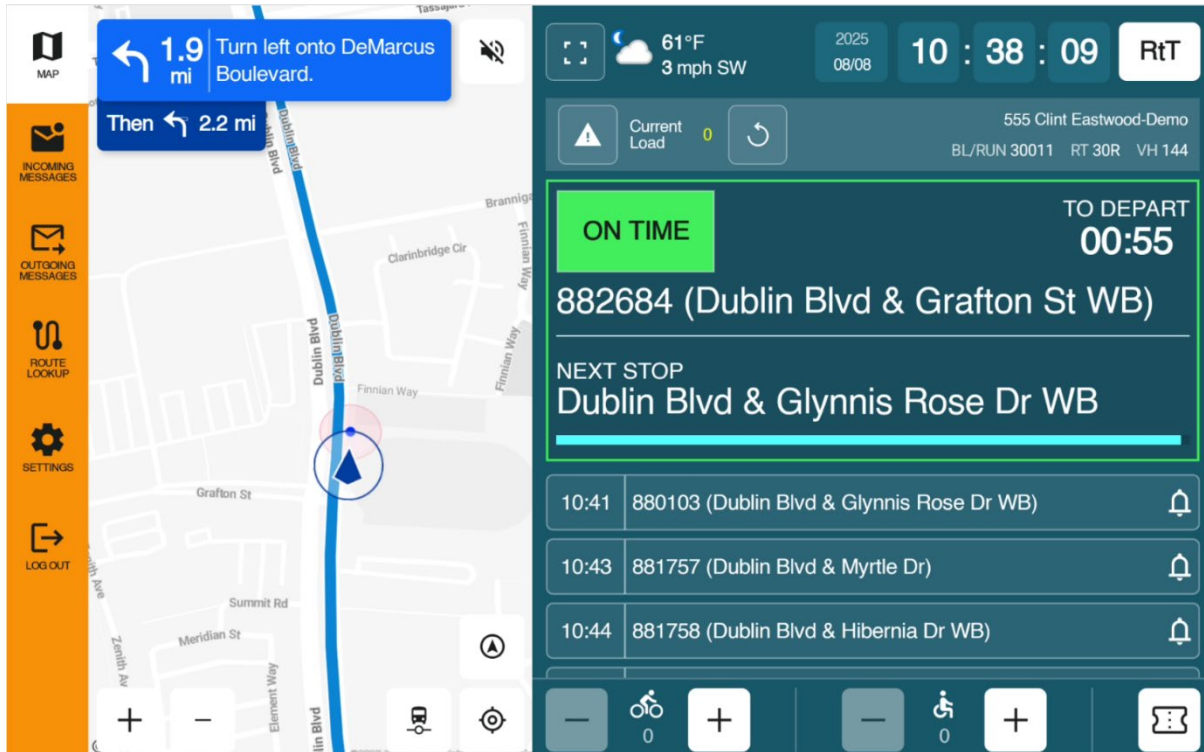 MAP
INCOMING
MESSAGES
OUTGOING
MESSAGES
ROUTE
LOOKUP
SETTINGS
LOG OUT
1.9
mi
Turn left onto DeMarcus
Boulevard.
Then 2.2 mi
Dublin Blvd
Dublin Blvd
Clarinbridge Cir
Finnian Way
Dublin Blvd
Dublin Blvd
Finnian Way
Finnian Way
Grafton St
Zenith Ave
Summit Rd
Meridian St
Element Way
61°F
3 mph SW
2025
08/08
10 : 38 : 09
RtT
Current
Load
0
555 Clint Eastwood-Demo
BL/RUN 30011 RT 30R VH 144
ON TIME
TO DEPART
00:55
882684 (Dublin Blvd & Grafton St WB)
NEXT STOP
Dublin Blvd & Glynnis Rose Dr WB
10:41 880103 (Dublin Blvd & Glynnis Rose Dr WB)
10:43 881757 (Dublin Blvd & Myrtle Dr)
10:44 881758 (Dublin Blvd & Hibernia Dr WB)
0
0